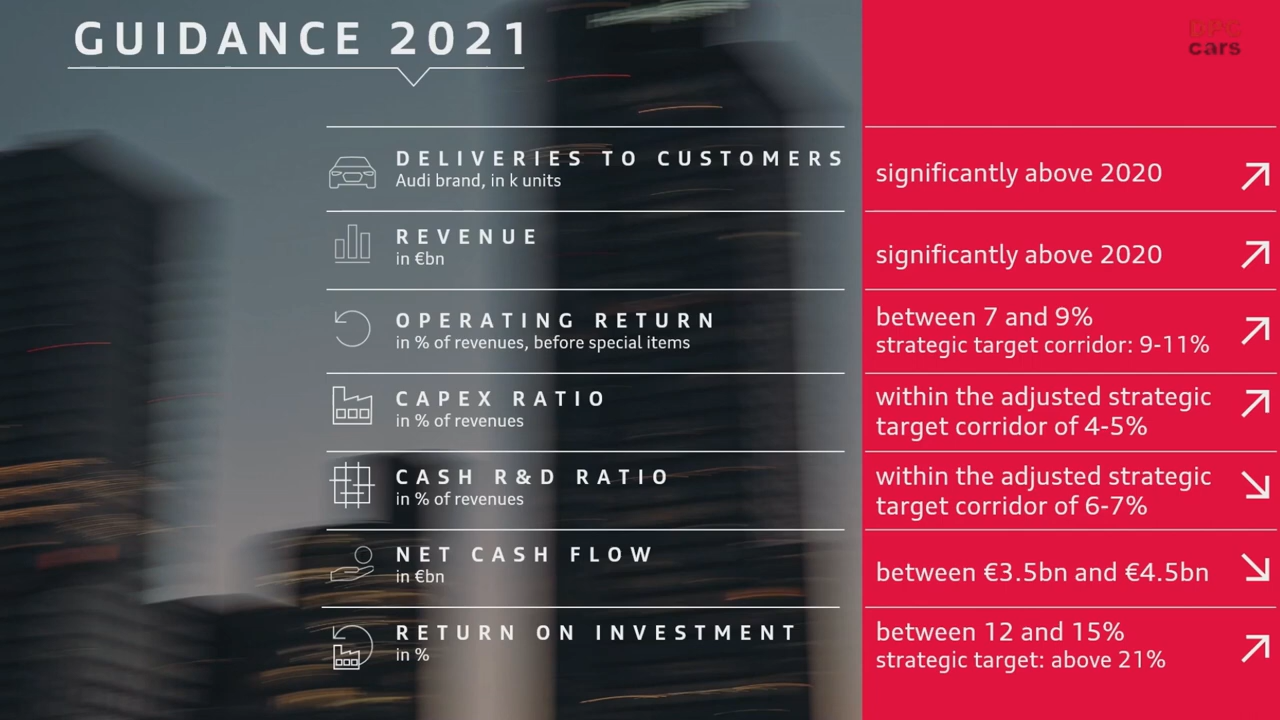 GUIDANCE 2021
DPC
cars
DELIVERIES TO CUSTOMERS
Audi brand, in k units
significantly above 2020
REVENUE
in €bn
significantly above 2020
OPERATING RETURN
in % of revenues, before special items
between 7 and 9%
strategic target corridor: 9-11%
CAPEX RATIO
in % of revenues
within the adjusted strategic
target corridor of 4-5%
CASH R&D RATIO
in % of revenues
within the adjusted strategic
target corridor of 6-7%
NET CASH FLOW
in €bn
between €3.5bn and €4.5bn
RETURN ON INVESTMENT
in %
between 12 and 15%
strategic target: above 21%